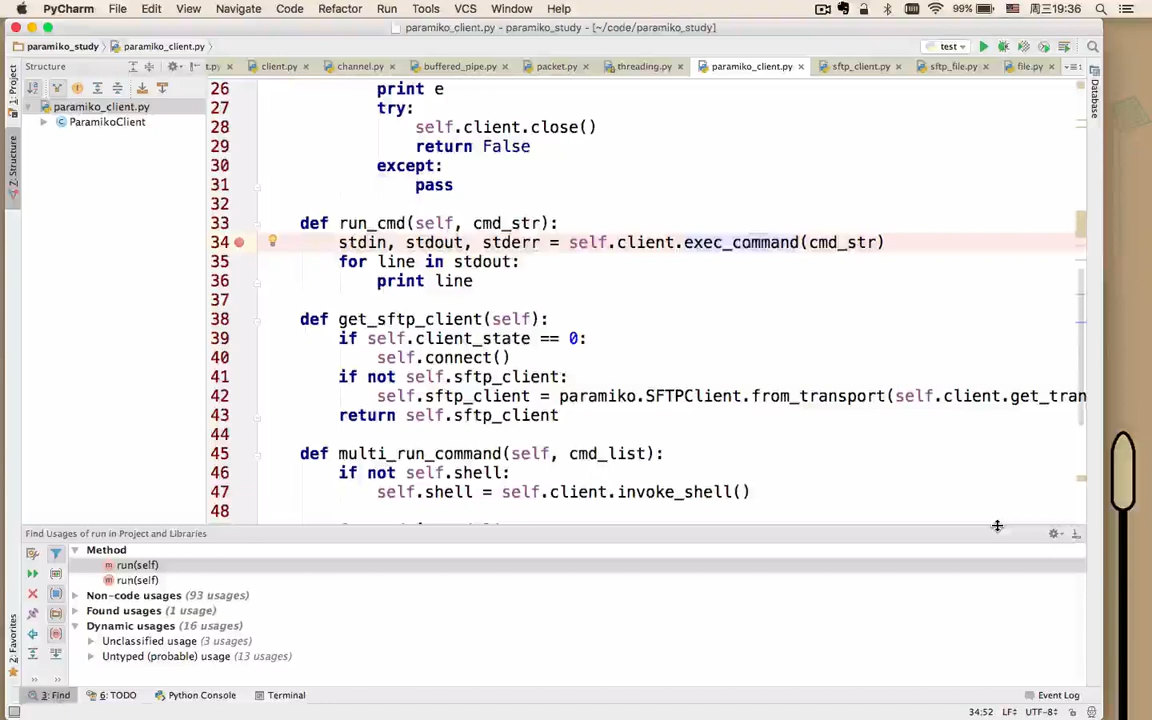 PyCharm File Edit View Navigate Code Refactor Run Tools VCS Window Help 99% 周三19:36
paramiko_client.py - paramiko_study - [~/code/paramiko_study]
paramiko_study paramiko_client.py test
Structure t.py client.py channel.py buffered_pipe.py packet.py threading.py paramiko_client.py sftp_client.py sftp_file.py file.py
1: Project
Z: Structure
2: Favorites
Database
paramiko_client.py
ParamikoClient
26 print e
27 try:
28 self.client.close()
29 return False
30 except:
31 pass
32
33 def run_cmd(self, cmd_str):
34 stdin, stdout, stderr = self.client.exec_command(cmd_str)
35 for line in stdout:
36 print line
37
38 def get_sftp_client(self):
39 if self.client_state == 0:
40 self.connect()
41 if not self.sftp_client:
42 self.sftp_client = paramiko.SFTPClient.from_transport(self.client.get_tran
43 return self.sftp_client
44
45 def multi_run_command(self, cmd_list):
46 if not self.shell:
47 self.shell = self.client.invoke_shell()
48
Find Usages of run in Project and Libraries
Method
run(self)
run(self)
Non-code usages (93 usages)
Found usages (1 usage)
Dynamic usages (16 usages)
Unclassified usage (3 usages)
Untyped (probable) usage (13 usages)
3: Find 6: TODO Python Console Terminal Event Log
34:52 LF UTF-8